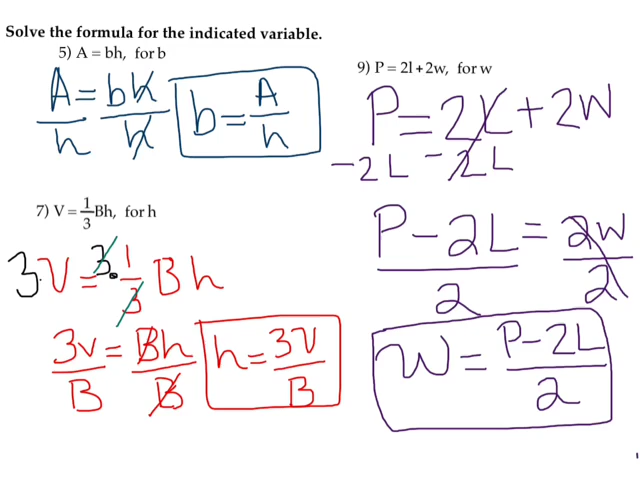 Solve the formula for the indicated variable.
5) A = bh, for b
A/h = bh/h
b = A/h
7) V = 1/3 Bh, for h
3·V = 3·1/3 Bh
3V/B = Bh/B
h = 3V/B
9) P = 2l + 2w, for w
P = 2L + 2W
-2L -2L
P - 2L / 2 = 2W / 2
W = P - 2L / 2